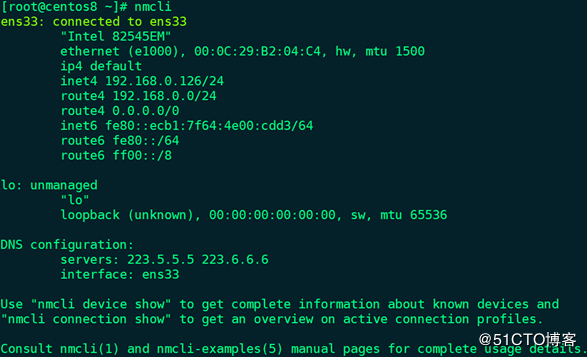 [root@centos8 ~]# nmcli
ens33: connected to ens33
"Intel 82545EM"
ethernet (e1000), 00:0C:29:B2:04:C4, hw, mtu 1500
ip4 default
inet4 192.168.0.126/24
route4 192.168.0.0/24
route4 0.0.0.0/0
inet6 fe80::ecb1:7f64:4e00:cdd3/64
route6 fe80::/64
route6 ff00::/8
lo: unmanaged
"lo"
loopback (unknown), 00:00:00:00:00:00, sw, mtu 65536
DNS configuration:
servers: 223.5.5.5 223.6.6.6
interface: ens33
Use "nmcli device show" to get complete information about known devices and
"nmcli connection show" to get an overview on active connection profiles.
Consult nmcli(1) and nmcli-examples(5) manual pages for complete usage details.
@51CTO博客